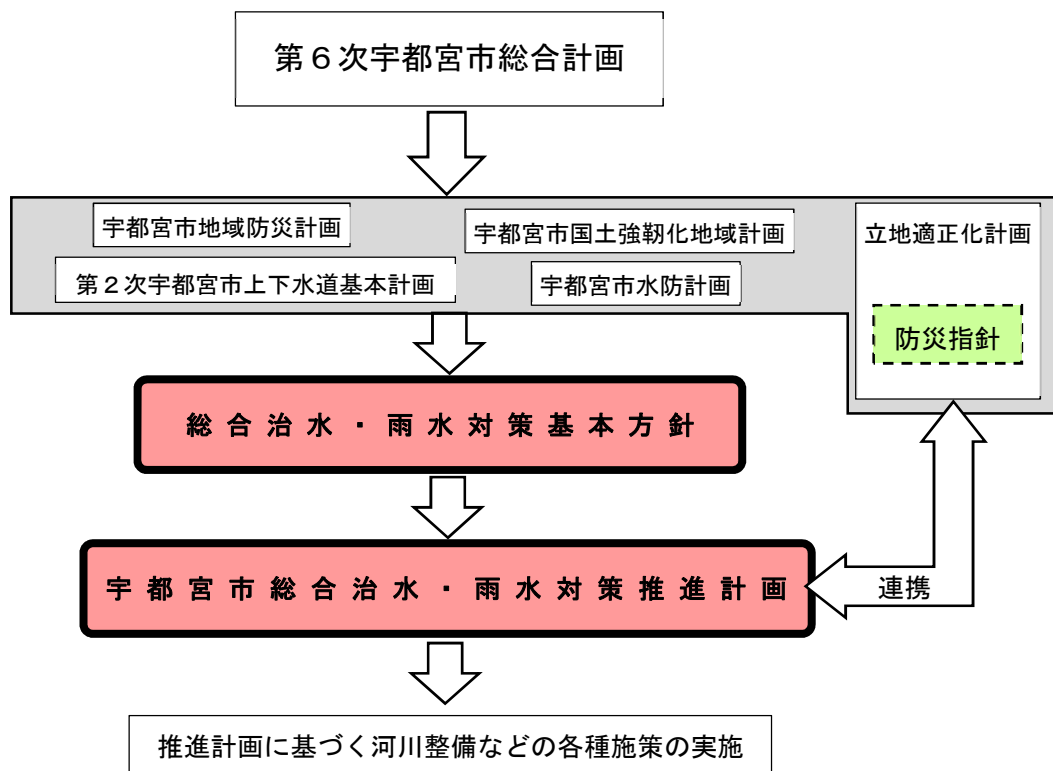 第６次宇都宮市総合計画
宇都宮市地域防災計画
宇都宮市国土強靱化地域計画
立地適正化計画
第２次宇都宮市上下水道基本計画
宇都宮市水防計画
防災指針
総合治水・雨水対策基本方針
宇都宮市総合治水・雨水対策推進計画
連携
推進計画に基づく河川整備などの各種施策の実施